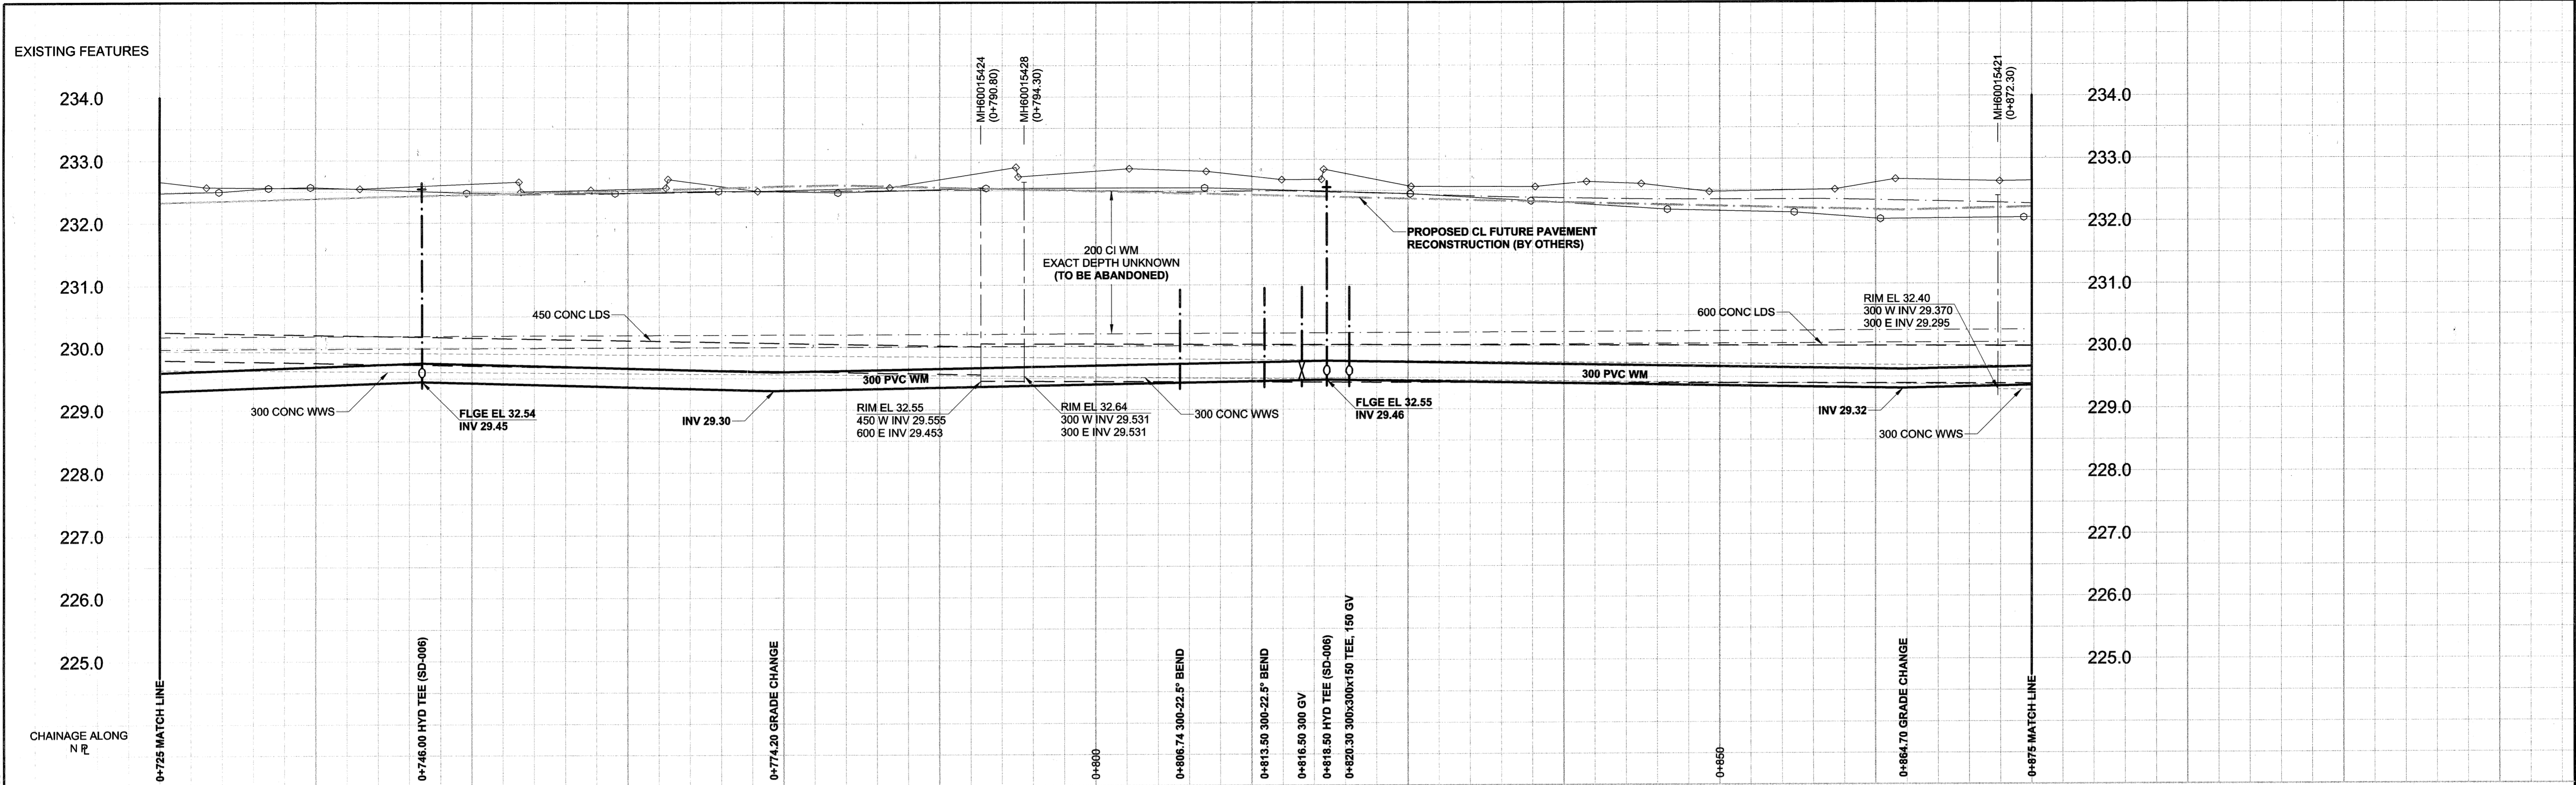 EXISTING FEATURES
234.0
233.0
232.0
231.0
230.0
229.0
228.0
227.0
226.0
225.0
CHAINAGE ALONG
N PL
0+725 MATCH LINE
0+746.00 HYD TEE (SD-006)
0+774.20 GRADE CHANGE
0+800
0+806.74 300-22.5° BEND
0+813.50 300-22.5° BEND
0+816.50 300 GV
0+818.50 HYD TEE (SD-006)
0+820.30 300x300x150 TEE, 150 GV
0+850
0+864.70 GRADE CHANGE
0+875 MATCH LINE
MH60015424
(0+790.80)
MH60015428
(0+794.30)
MH60015421
(0+872.30)
200 CI WM
EXACT DEPTH UNKNOWN
(TO BE ABANDONED)
PROPOSED CL FUTURE PAVEMENT
RECONSTRUCTION (BY OTHERS)
450 CONC LDS
600 CONC LDS
RIM EL 32.40
300 W INV 29.370
300 E INV 29.295
300 PVC WM
300 PVC WM
300 CONC WWS
FLGE EL 32.54
INV 29.45
INV 29.30
RIM EL 32.55
450 W INV 29.555
600 E INV 29.453
RIM EL 32.64
300 W INV 29.531
300 E INV 29.531
300 CONC WWS
FLGE EL 32.55
INV 29.46
INV 29.32
300 CONC WWS
234.0
233.0
232.0
231.0
230.0
229.0
228.0
227.0
226.0
225.0